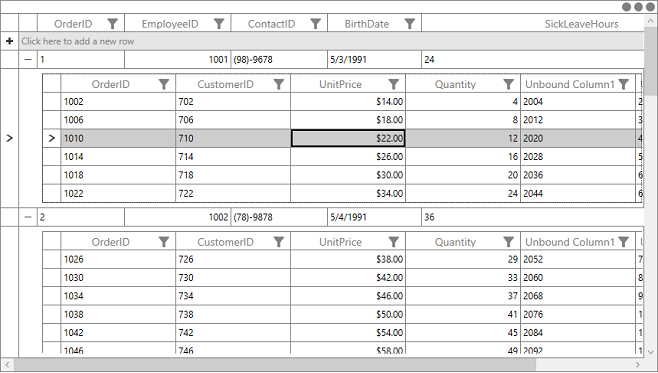 OrderID EmployeeID ContactID BirthDate SickLeaveHours
Click here to add a new row
1 1001 (98)-9678 5/3/1991 24
OrderID CustomerID UnitPrice Quantity Unbound Column1
1002 702 $14.00 4 2004
1006 706 $18.00 8 2012
1010 710 $22.00 12 2020
1014 714 $26.00 16 2028
1018 718 $30.00 20 2036
1022 722 $34.00 24 2044
2 1002 (78)-9878 5/4/1991 36
OrderID CustomerID UnitPrice Quantity Unbound Column1
1026 726 $38.00 29 2052
1030 730 $42.00 33 2060
1034 734 $46.00 37 2068
1038 738 $50.00 41 2076
1042 742 $54.00 45 2084
1046 746 $58.00 49 2092